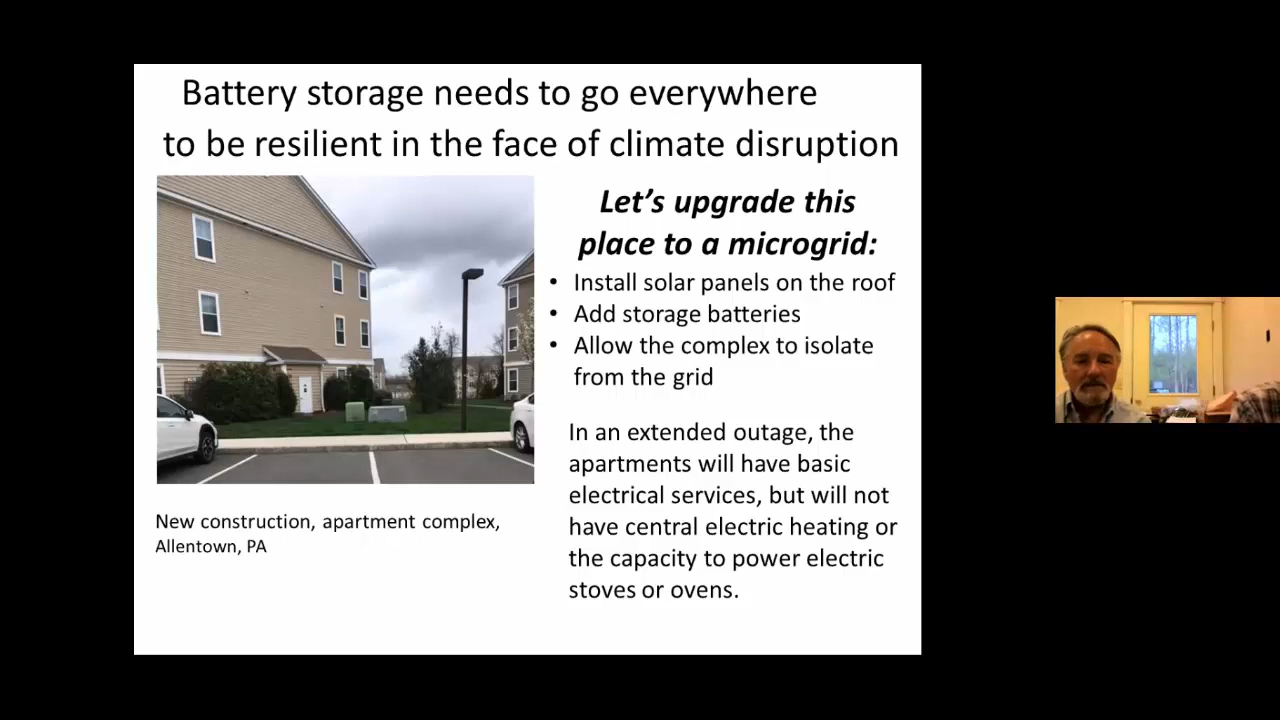 Battery storage needs to go everywhere
to be resilient in the face of climate disruption
Let’s upgrade this
place to a microgrid:
• Install solar panels on the roof
• Add storage batteries
• Allow the complex to isolate
from the grid
In an extended outage, the
apartments will have basic
electrical services, but will not
have central electric heating or
the capacity to power electric
stoves or ovens.
New construction, apartment complex,
Allentown, PA